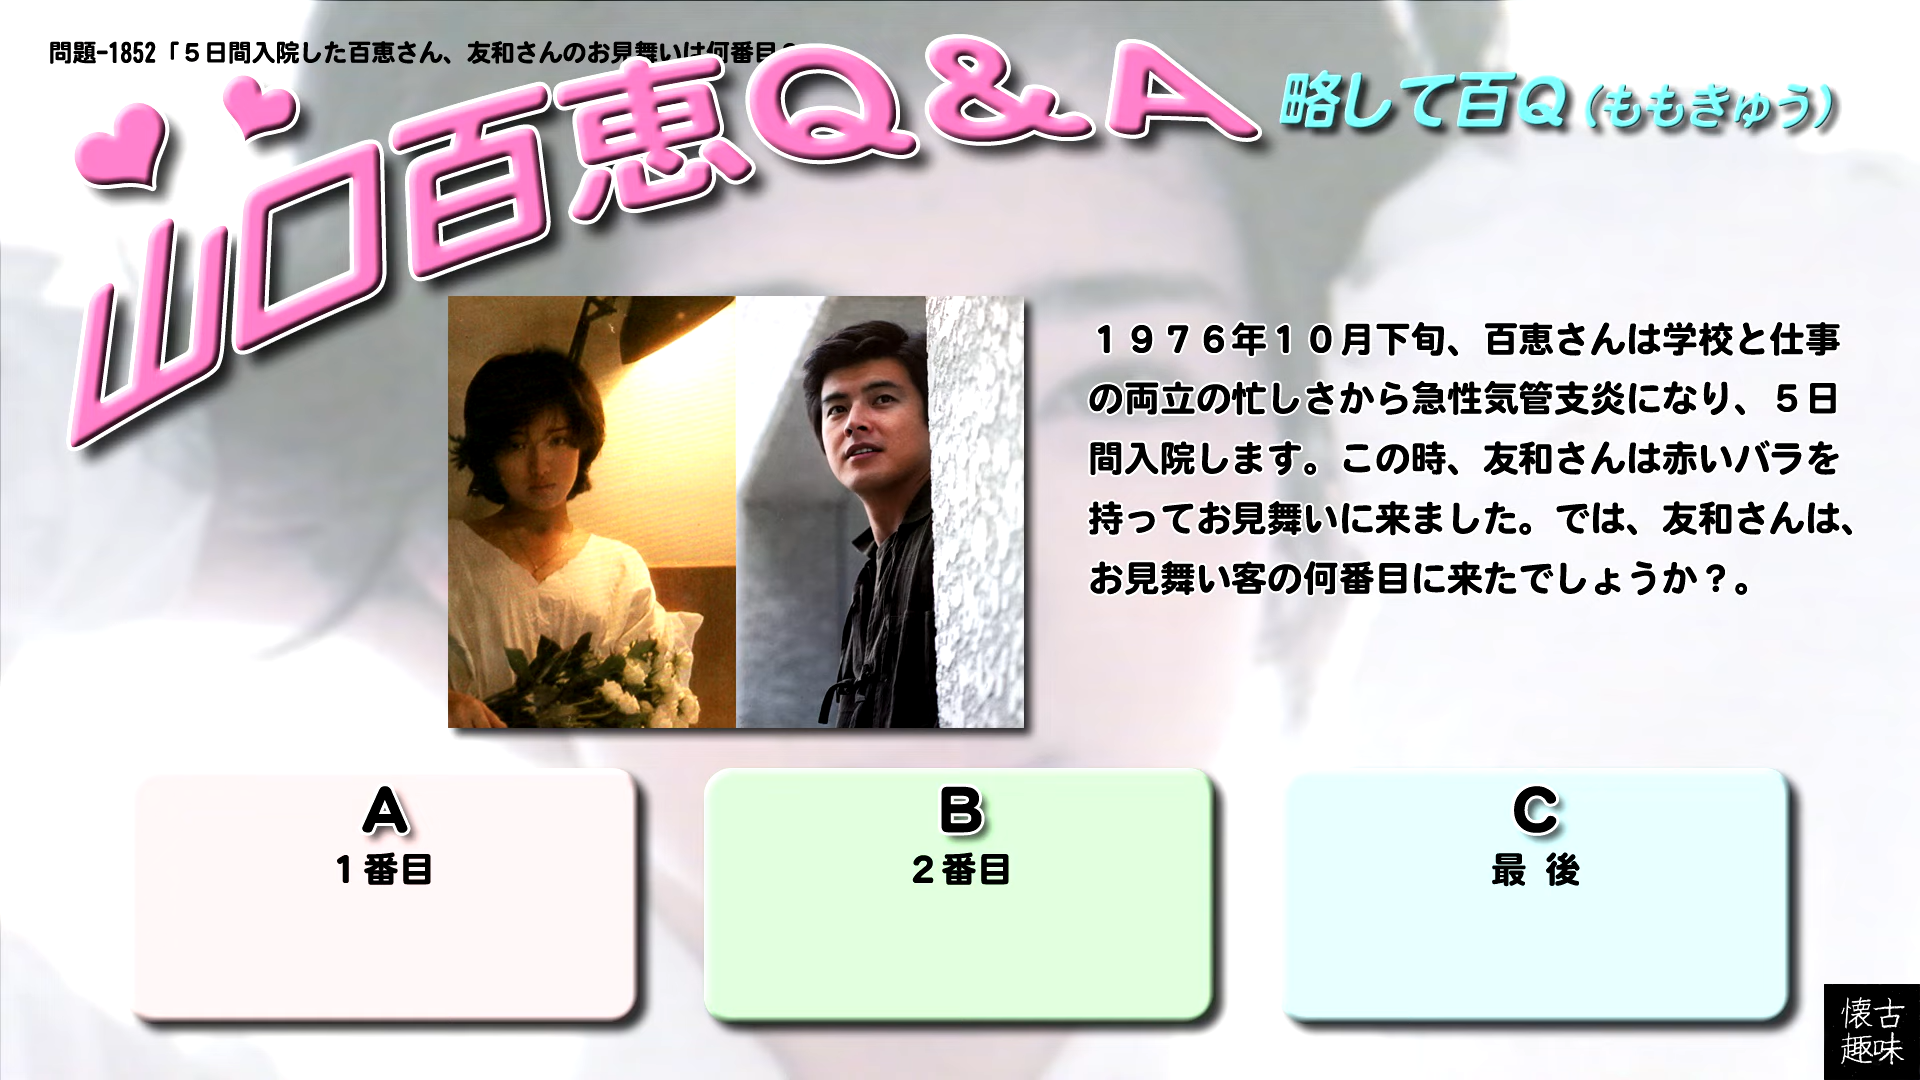 問題-1852「５日間入院した百恵さん、友和さんのお見舞いは何番目？
山口百恵Q&A
略して百Q（ももきゅう）
１９７６年１０月下旬、百恵さんは学校と仕事
の両立の忙しさから急性気管支炎になり、５日
間入院します。この時、友和さんは赤いバラを
持ってお見舞いに来ました。では、友和さんは、
お見舞い客の何番目に来たでしょうか？。
A
１番目
B
２番目
C
最 後
懐古
趣味